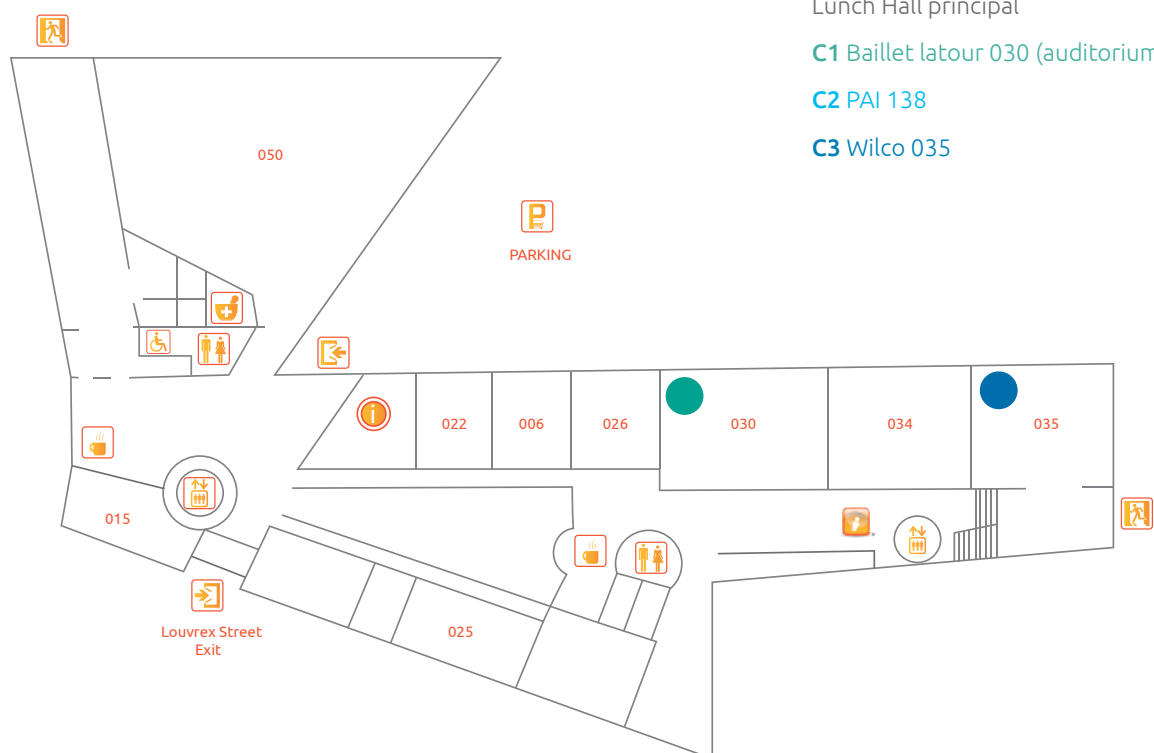 Lunch Hall principal
C1 Baillet latour 030 (auditorium
C2 PAI 138
C3 Wilco 035
050
P
PARKING
i
022
006
026
030
034
035
015
025
Louvrex Street
Exit